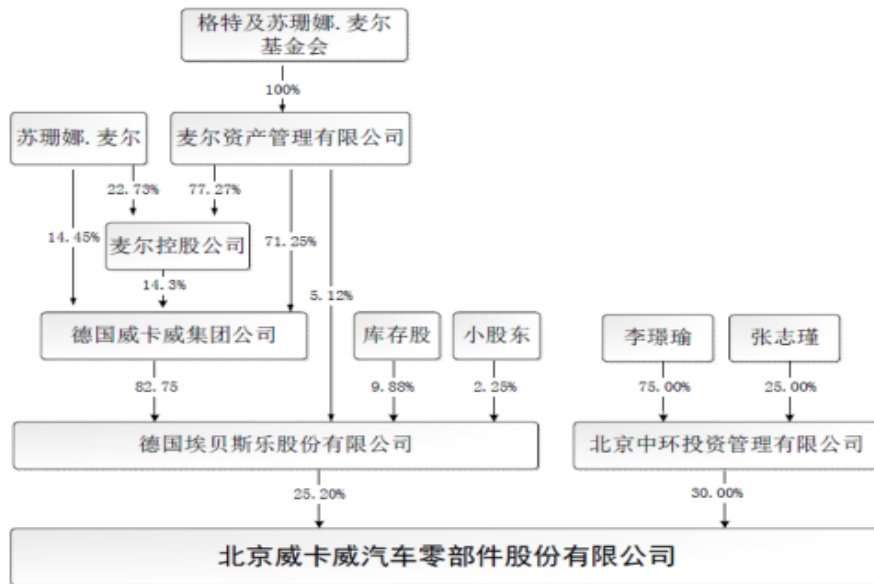 格特及苏珊娜.麦尔
基金会
100%
苏珊娜.麦尔
麦尔资产管理有限公司
22.73%
77.27%
14.45%
麦尔控股公司
71.25%
14.3%
5.12%
德国威卡威集团公司
库存股
小股东
李璟瑜
张志瑾
82.75
9.88%
2.25%
75.00%
25.00%
德国埃贝斯乐股份有限公司
北京中环投资管理有限公司
25.20%
30.00%
北京威卡威汽车零部件股份有限公司